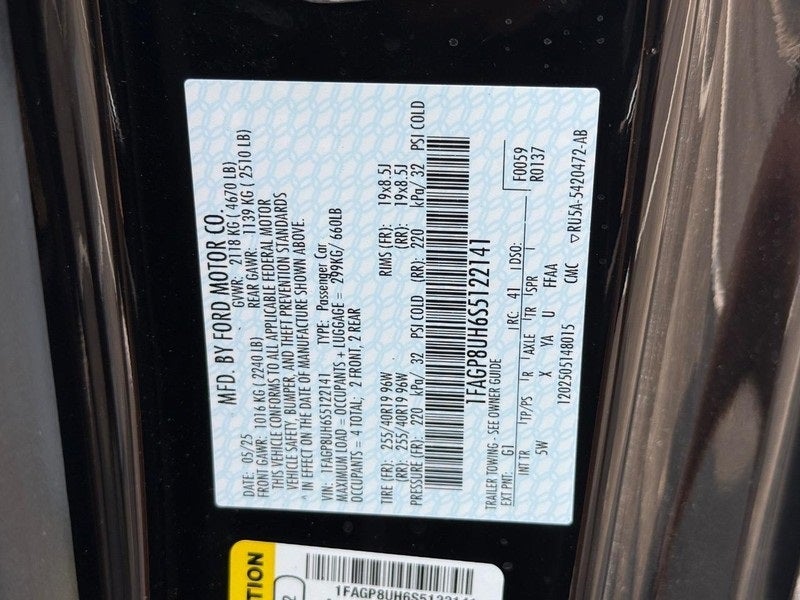 MFD. BY FORD MOTOR CO.
DATE: 05/25 GVWR: 2118 KG ( 4670 LB)
FRONT GAWR: 1016 KG ( 2240 LB) REAR GAWR: 1139 KG ( 2510 LB)
THIS VEHICLE CONFORMS TO ALL APPLICABLE FEDERAL MOTOR
VEHICLE SAFETY, BUMPER, AND THEFT PREVENTION STANDARDS
IN EFFECT ON THE DATE OF MANUFACTURE SHOWN ABOVE.
VIN: 1FAGP8UH6S5122141 TYPE: Passenger Car
MAXIMUM LOAD = OCCUPANTS + LUGGAGE = 299KG/ 660LB
OCCUPANTS = 4 TOTAL; 2 FRONT, 2 REAR
TIRE (FR): 255/40R19 96W RIMS (FR): 19x8.5J
(RR): 255/40R19 96W (RR): 19x8.5J
PRESSURE (FR): 220 kPa/ 32 PSI COLD (RR): 220 kPa/ 32 PSI COLD
1FAGP8UH6S5122141
TRAILER TOWING - SEE OWNER GUIDE
EXT PNT: G1 RC: 41 DSO: F0059
R0137
INT TR TP/PS R AXLE TR SPR
5W X YA U FFAA
120250514801S CMC ▽RU5A-5420472-AB
1FAGP8UH6S5122141